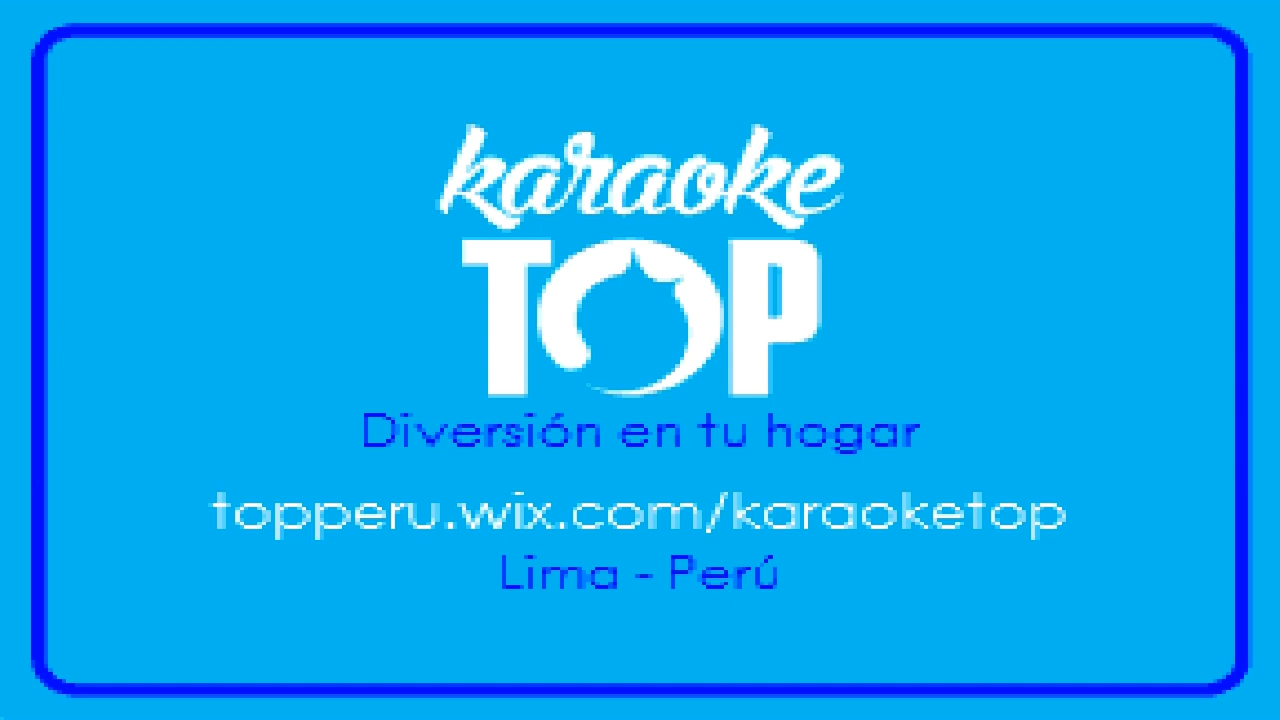 karaoke
TOP
Diversión en tu hogar
topperu.wix.com/karaoketop
Lima - Perú